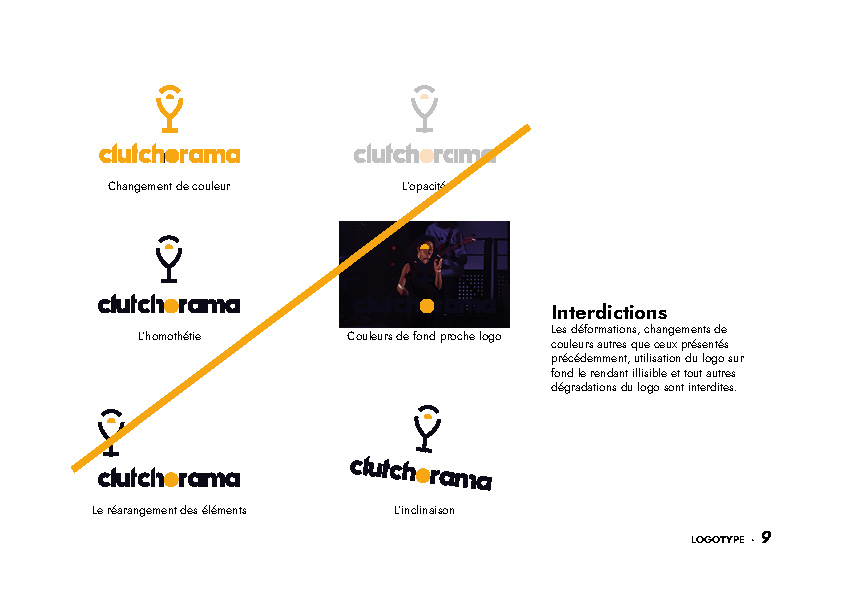 clutchorama
Changement de couleur
clutchorama
L'opacité
clutchorama
L'homothétie
Couleurs de fond proche logo
clutchorama
Le réarangement des éléments
clutchorama
L'inclinaison
Interdictions
Les déformations, changements de
couleurs autres que ceux présentés
précédemment, utilisation du logo sur
fond le rendant illisible et tout autres
dégradations du logo sont interdites.
LOGOTYPE - 9